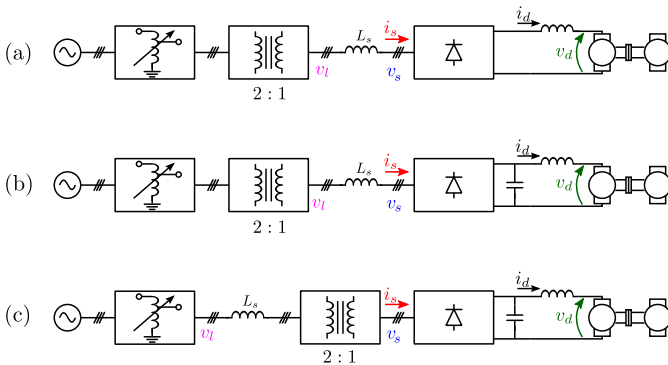 (a) v_l L_s i_s v_s i_d v_d
2 : 1
(b) v_l L_s i_s v_s i_d v_d
2 : 1
(c) v_l L_s i_s v_s i_d v_d
2 : 1